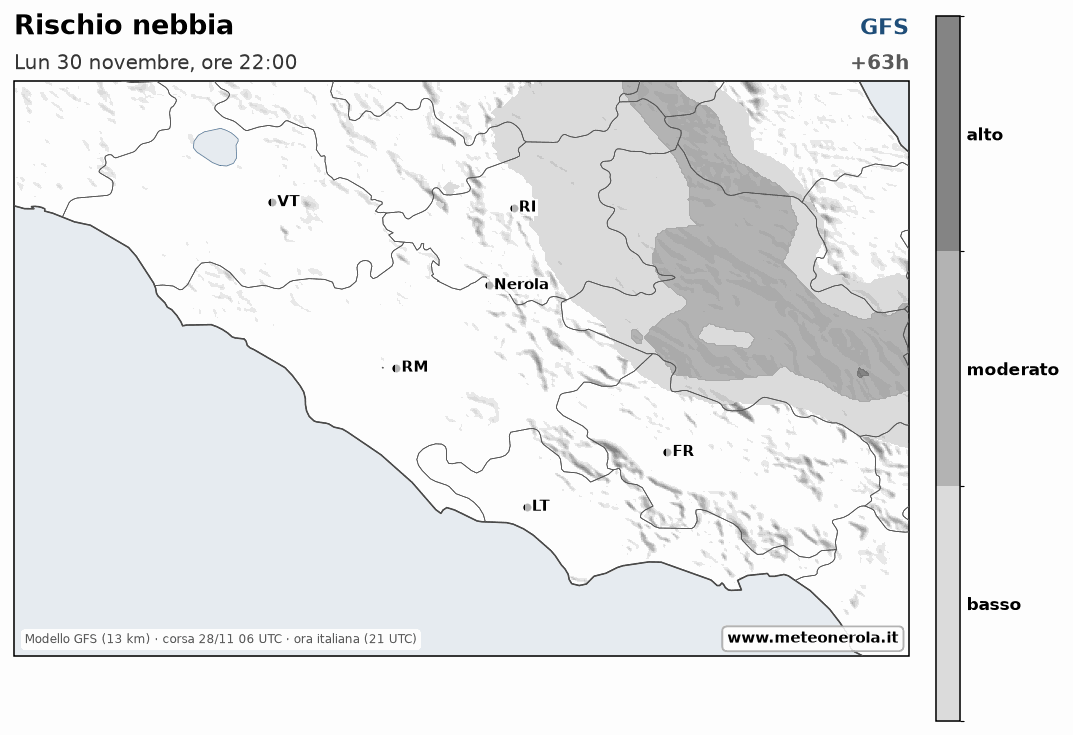 Rischio nebbia
GFS
Lun 30 novembre, ore 22:00
+63h
alto
VT
RI
Nerola
moderato
RM
FR
LT
basso
Modello GFS (13 km) · corsa 28/11 06 UTC · ora italiana (21 UTC)
www.meteonerola.it